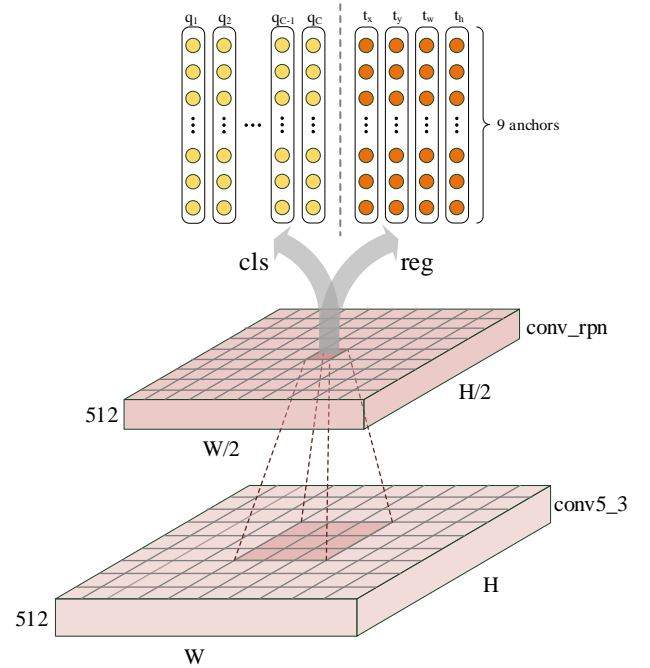 q1 q2 qC-1 qC tx ty tw th
... 9 anchors
cls reg
conv_rpn
H/2
512
W/2
conv5_3
H
512
W